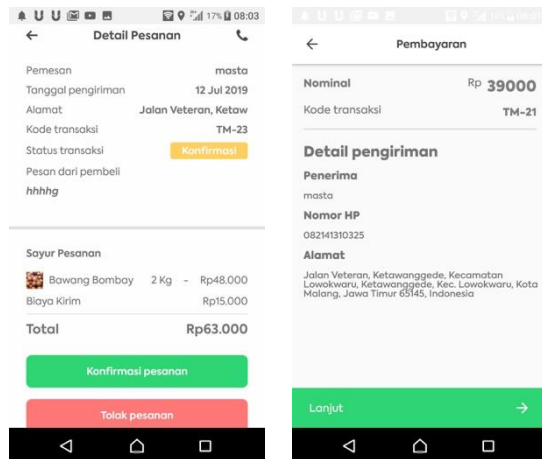 U U 17% 08:03
Detail Pesanan
Pemesan masta
Tanggal pengiriman 12 Jul 2019
Alamat Jalan Veteran, Ketaw
Kode transaksi TM-23
Status transaksi Konfirmasi
Pesan dari pembeli
hhhhg
Sayur Pesanan
Bawang Bombay 2 Kg - Rp48.000
Biaya Kirim Rp15.000
Total Rp63.000
Konfirmasi pesanan
Tolak pesanan
Pembayaran
Nominal Rp 39000
Kode transaksi TM-21
Detail pengiriman
Penerima
masta
Nomor HP
082141310325
Alamat
Jalan Veteran, Ketawanggede, Kecamatan
Lowokwaru, Ketawanggede, Kec. Lowokwaru, Kota
Malang, Jawa Timur 65145, Indonesia
Lanjut